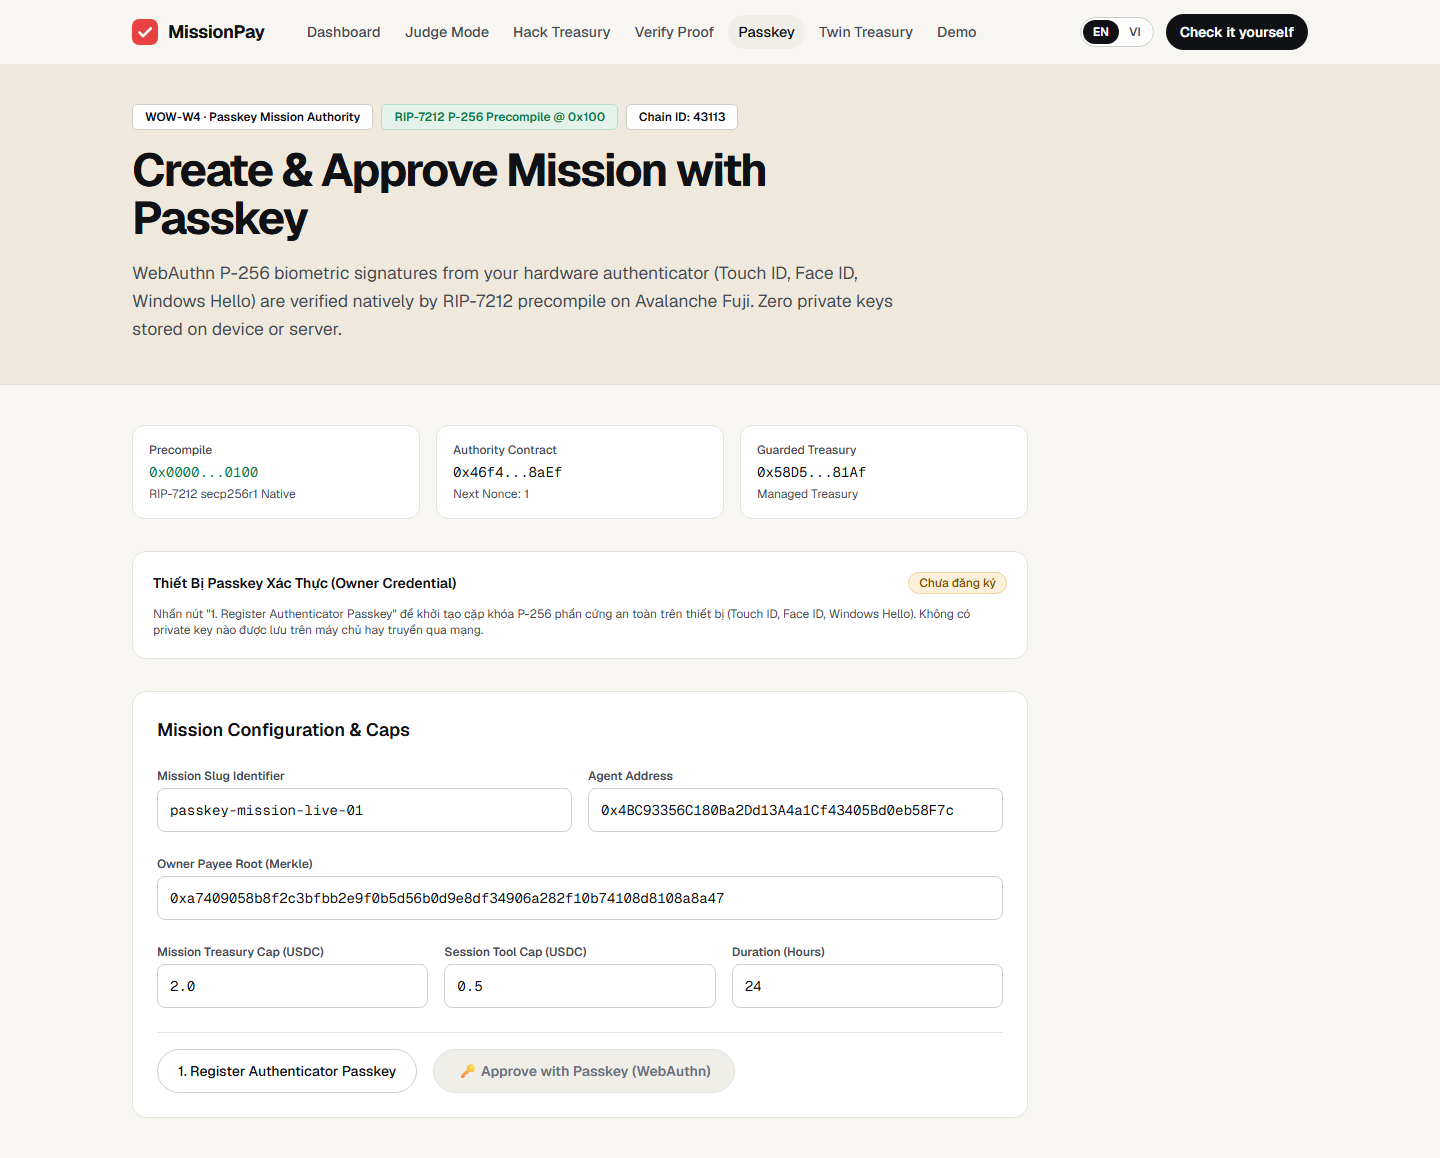 MissionPay
Dashboard
Judge Mode
Hack Treasury
Verify Proof
Passkey
Twin Treasury
Demo
EN
VI
Check it yourself
WOW-W4 · Passkey Mission Authority
RIP-7212 P-256 Precompile @ 0x100
Chain ID: 43113
Create & Approve Mission with
Passkey
WebAuthn P-256 biometric signatures from your hardware authenticator (Touch ID, Face ID,
Windows Hello) are verified natively by RIP-7212 precompile on Avalanche Fuji. Zero private keys
stored on device or server.
Precompile
0x0000...0100
RIP-7212 secp256r1 Native
Authority Contract
0x46f4...8aEf
Next Nonce: 1
Guarded Treasury
0x58D5...81Af
Managed Treasury
Thiết Bị Passkey Xác Thực (Owner Credential)
Chưa đăng ký
Nhấn nút "1. Register Authenticator Passkey" để khởi tạo cặp khóa P-256 phần cứng an toàn trên thiết bị (Touch ID, Face ID, Windows Hello). Không có
private key nào được lưu trên máy chủ hay truyền qua mạng.
Mission Configuration & Caps
Mission Slug Identifier
passkey-mission-live-01
Agent Address
0x4BC93356C180Ba2Dd13A4a1Cf43405Bd0eb58F7c
Owner Payee Root (Merkle)
0xa7409058b8f2c3bfbb2e9f0b5d56b0d9e8df34906a282f10b74108d8108a8a47
Mission Treasury Cap (USDC)
2.0
Session Tool Cap (USDC)
0.5
Duration (Hours)
24
1. Register Authenticator Passkey
🔑 Approve with Passkey (WebAuthn)